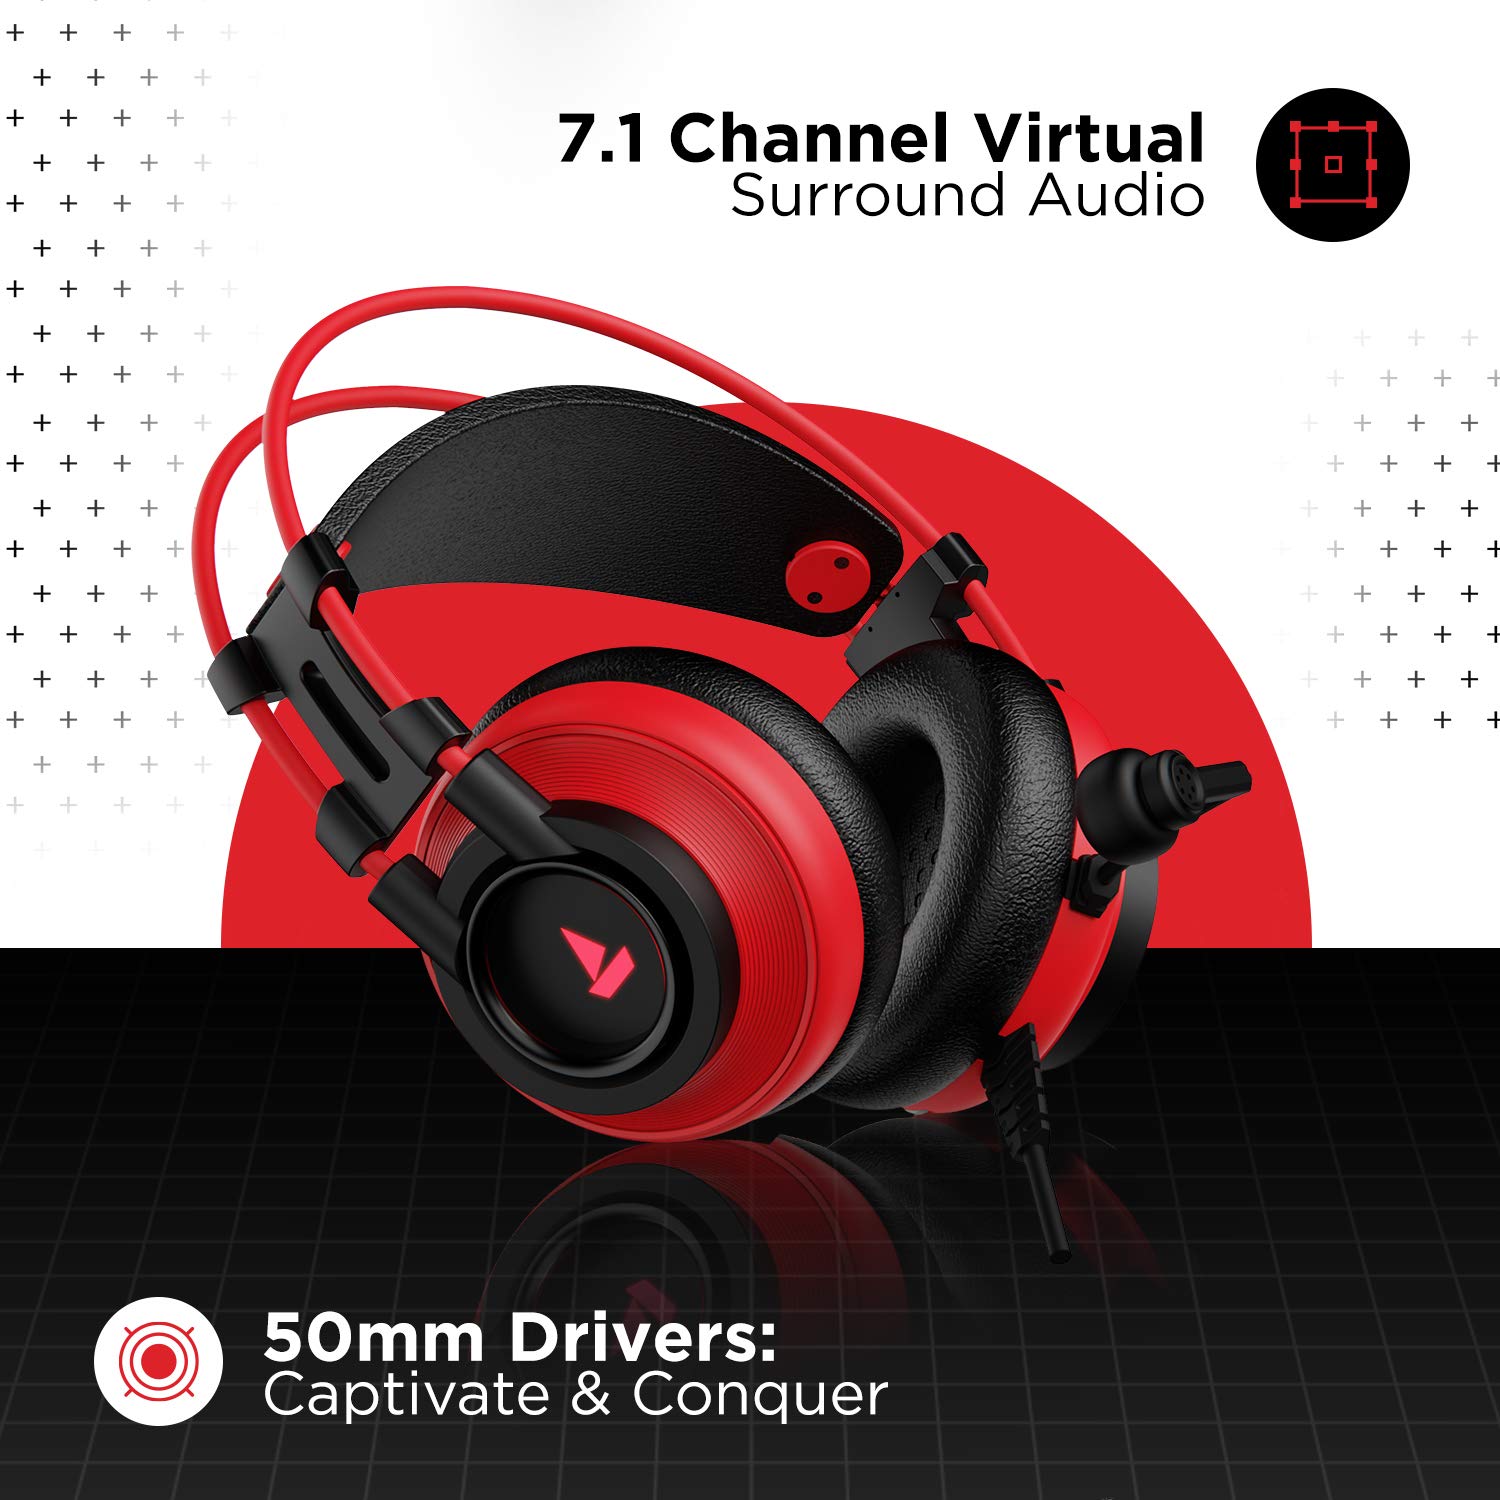 7.1 Channel Virtual
Surround Audio
50mm Drivers:
Captivate & Conquer